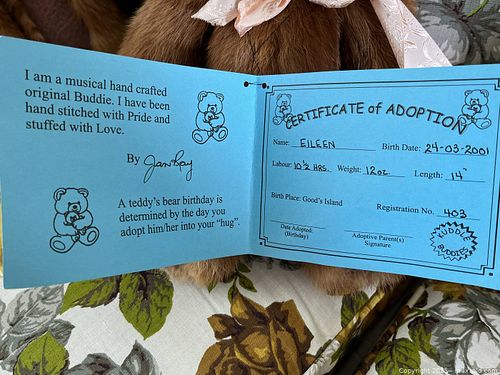 I am a musical hand crafted
original Buddie. I have been
hand stitched with Pride and
stuffed with Love.
By
A teddy's bear birthday is
determined by the day you
adopt him/her into your "hug".
CERTIFICATE of ADOPTION
Name: EILEEN Birth Date: 24-03-2001
Labour: 10½ HRS. Weight: 12oz Length: 14"
Birth Place: Good's Island
Registration No. 403
Date Adopted: Adoptive Parent(s)
(Birthday) Signature
KIDDIE
BUDDIES